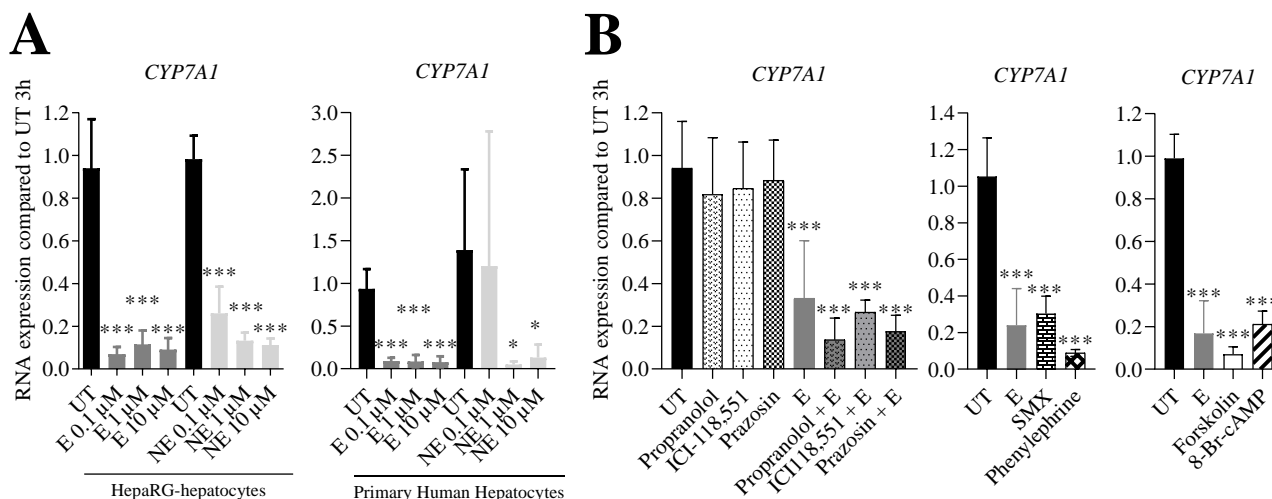 A
CYP7A1
RNA expression compared to UT 3h
1.2
1.0
0.8
0.6
0.4
0.2
0.0
***
***
***
***
***
***
UT
E 0.1 µM
E 1 µM
E 10 µM
UT
NE 0.1 µM
NE 1 µM
NE 10 µM
HepaRG-hepatocytes
CYP7A1
3.0
2.5
2.0
1.5
1.0
0.5
0.0
***
***
***
*
*
UT
E 0.1 µM
E 1 µM
E 10 µM
UT
NE 0.1 µM
NE 1 µM
NE 10 µM
Primary Human Hepatocytes
B
CYP7A1
RNA expression compared to UT 3h
1.2
1.0
0.8
0.6
0.4
0.2
0.0
***
***
***
***
UT
Propranolol
ICI-118,551
Prazosin
E
Propranolol + E
ICI118,551 + E
Prazosin + E
CYP7A1
1.4
1.2
1.0
0.8
0.6
0.4
0.2
0.0
***
***
***
UT
E
SMX
Phenylephrine
CYP7A1
1.2
1.0
0.8
0.6
0.4
0.2
0.0
***
***
***
UT
E
Forskolin
8-Br-cAMP